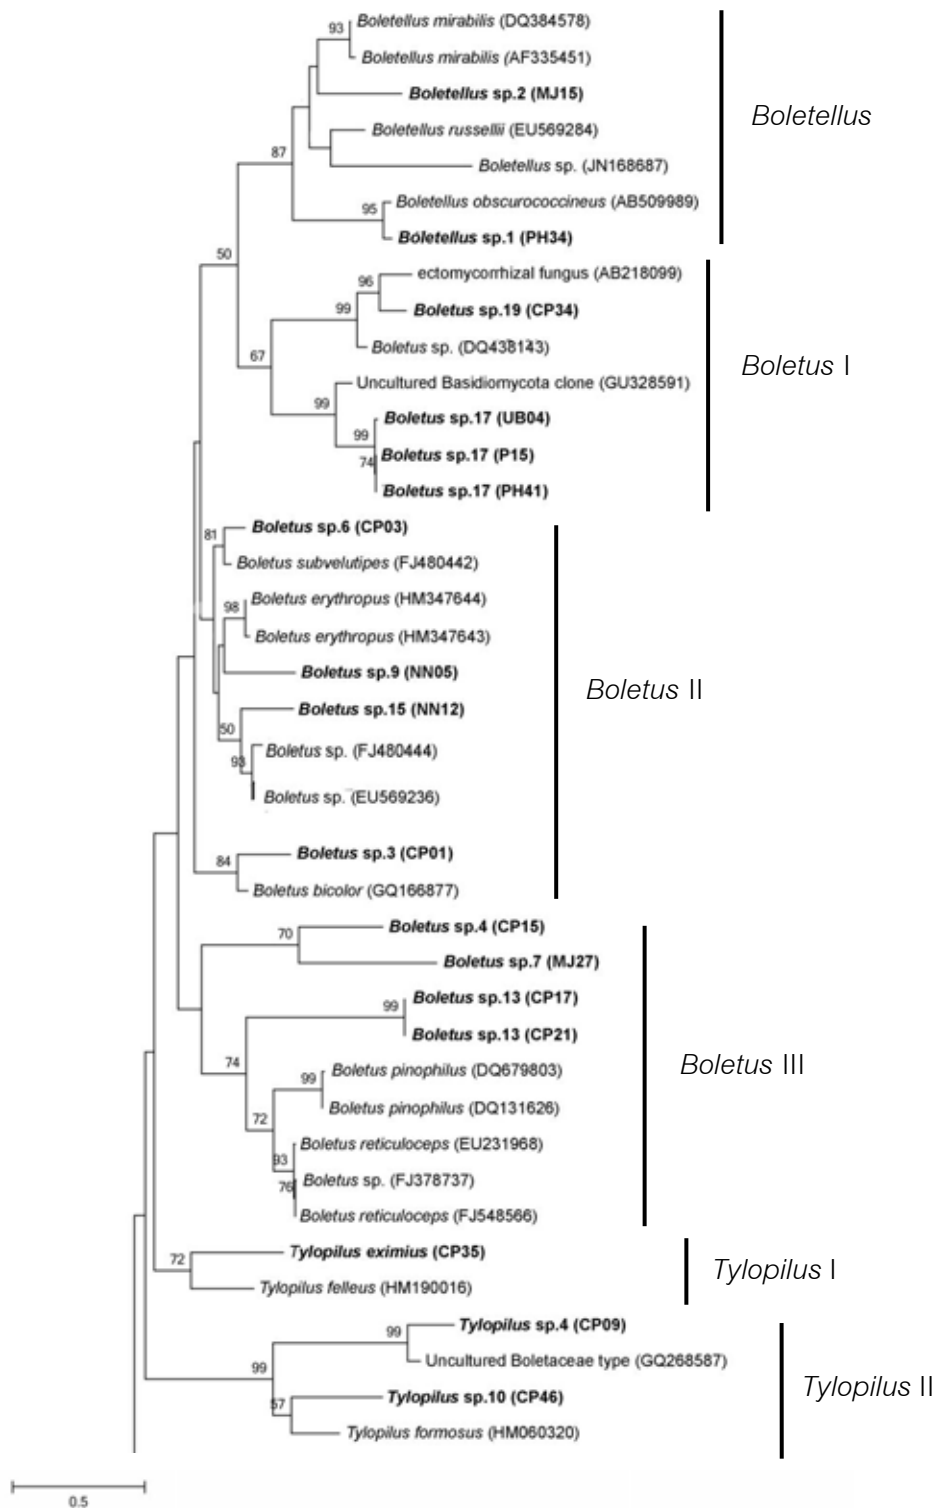 93
Boletellus mirabilis (DQ384578)
Boletellus mirabilis (AF335451)
Boletellus sp.2 (MJ15)
Boletellus
Boletellus russellii (EU569284)
87
Boletellus sp. (JN168687)
95
Boletellus obscurococcineus (AB509989)
Boletellus sp.1 (PH34)
50
96
ectomycorrhizal fungus (AB218099)
99
Boletus sp.19 (CP34)
Boletus sp. (DQ438143)
67
Boletus I
Uncultured Basidiomycota clone (GU328591)
99
Boletus sp.17 (UB04)
99
Boletus sp.17 (P15)
74
Boletus sp.17 (PH41)
81
Boletus sp.6 (CP03)
Boletus subvelutipes (FJ480442)
98
Boletus erythropus (HM347644)
Boletus erythropus (HM347643)
Boletus sp.9 (NN05)
Boletus II
Boletus sp.15 (NN12)
50
Boletus sp. (FJ480444)
93
Boletus sp. (EU569236)
84
Boletus sp.3 (CP01)
Boletus bicolor (GQ166877)
70
Boletus sp.4 (CP15)
Boletus sp.7 (MJ27)
99
Boletus sp.13 (CP17)
Boletus sp.13 (CP21)
74
Boletus III
99
Boletus pinophilus (DQ679803)
Boletus pinophilus (DQ131626)
72
Boletus reticuloceps (EU231968)
93
Boletus sp. (FJ378737)
76
Boletus reticuloceps (FJ548566)
72
Tylopilus eximius (CP35)
Tylopilus I
Tylopilus felleus (HM190016)
99
Tylopilus sp.4 (CP09)
99
Uncultured Boletaceae type (GQ268587)
Tylopilus II
57
Tylopilus sp.10 (CP46)
Tylopilus formosus (HM060320)
0.5